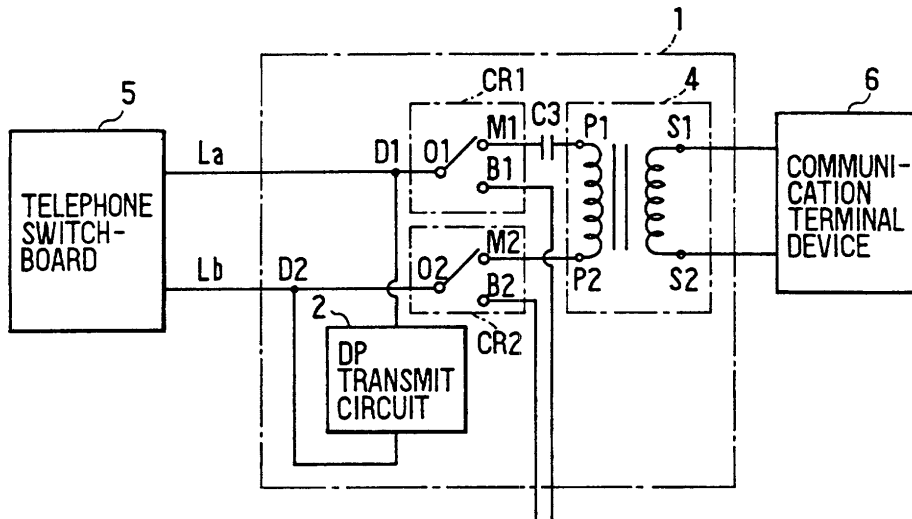 1
5
CR1
4
6
C3
M1
P1
S1
La
D1
O1
B1
TELEPHONE
SWITCH-
BOARD
COMMUNI-
CATION
TERMINAL
DEVICE
M2
Lb
D2
O2
P2
S2
B2
2
CR2
DP
TRANSMIT
CIRCUIT